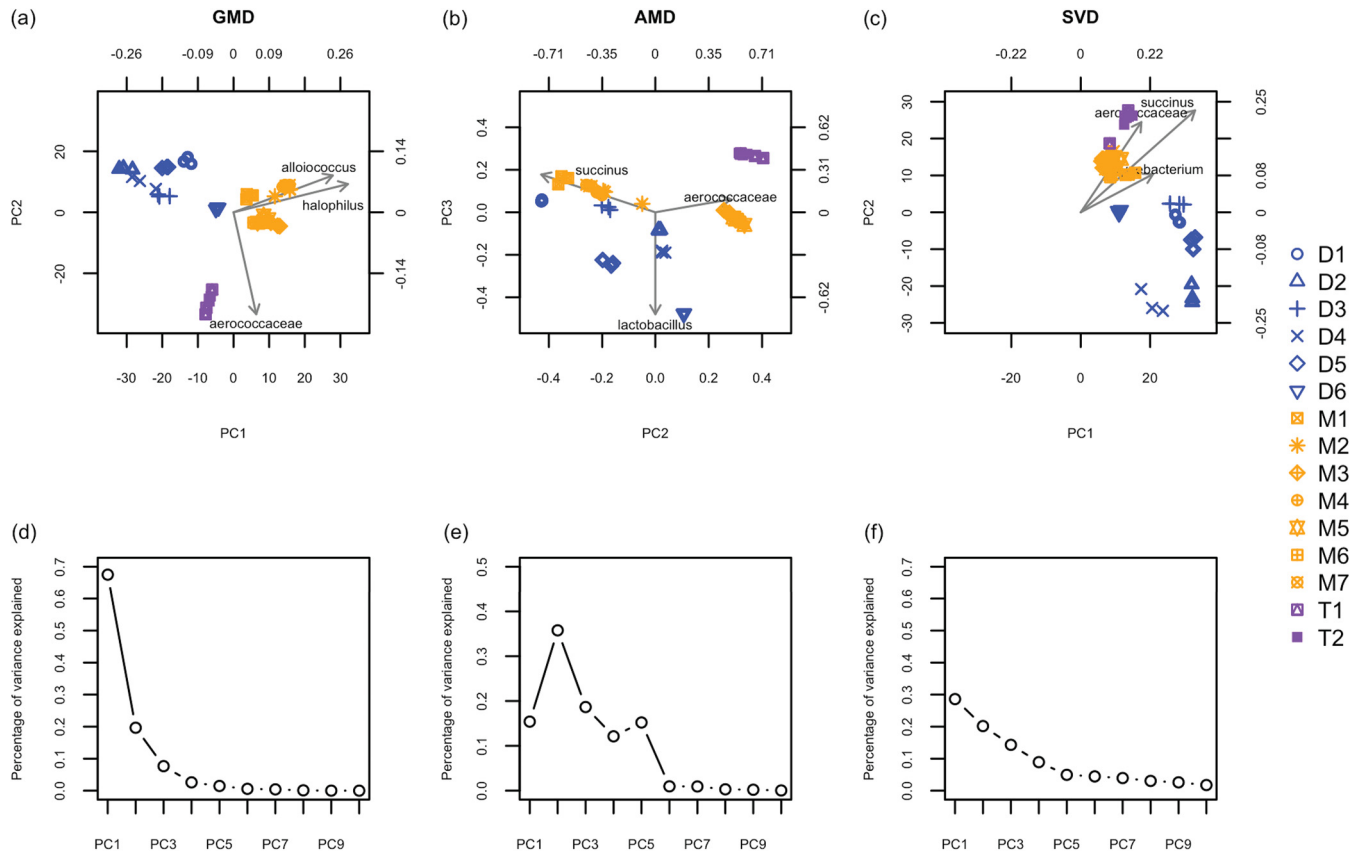 (a) GMD
-0.26 -0.09 0 0.09 0.26
20
0
-20
PC2
0.14
0
-0.14
alloiococcus
halophilus
aerococcaceae
-30 -20 -10 0 10 20 30
PC1
(b) AMD
-0.71 -0.35 0 0.35 0.71
0.4
0.2
0.0
-0.2
-0.4
PC3
0.62
0.31
0
-0.62
succinus
aerococcaceae
lactobacillus
-0.4 -0.2 0.0 0.2 0.4
PC2
(c) SVD
-0.22 0 0.22
30
20
10
0
-10
-20
-30
PC2
0.25
0.08
0
-0.08
-0.25
succinus
aerococcaceae
bacterium
-20 0 20
PC1
D1
D2
D3
D4
D5
D6
M1
M2
M3
M4
M5
M6
M7
T1
T2
(d)
Percentage of variance explained
0.7
0.6
0.5
0.4
0.3
0.2
0.1
0.0
PC1 PC3 PC5 PC7 PC9
(e)
Percentage of variance explained
0.5
0.4
0.3
0.2
0.1
0.0
PC1 PC3 PC5 PC7 PC9
(f)
Percentage of variance explained
0.7
0.6
0.5
0.4
0.3
0.2
0.1
0.0
PC1 PC3 PC5 PC7 PC9